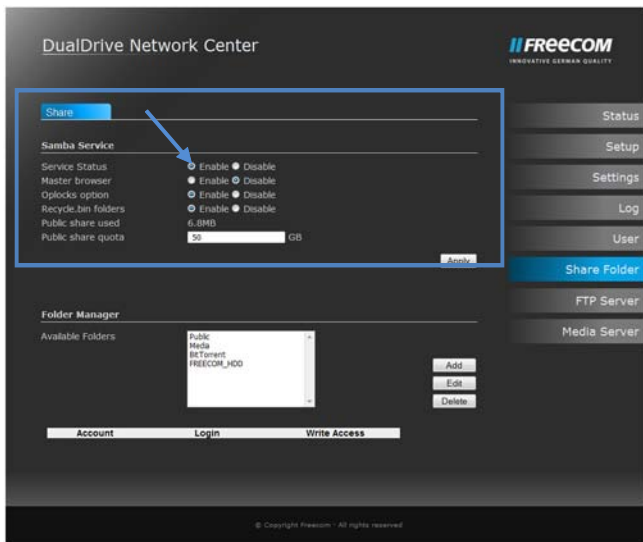 DualDrive Network Center
FREECOM
INNOVATIVE GERMAN QUALITY
Share
Samba Service
Service Status Enable Disable
Master browser Enable Disable
Oplocks option Enable Disable
Recycle.bin folders Enable Disable
Public share used 6.8MB
Public share quota 50 GB
Apply
Folder Manager
Available Folders
Public
Media
BitTorrent
FREECOM_HDD
Add
Edit
Delete
Account Login Write Access
Status
Setup
Settings
Log
User
Share Folder
FTP Server
Media Server
© Copyright Freecom - All rights reserved